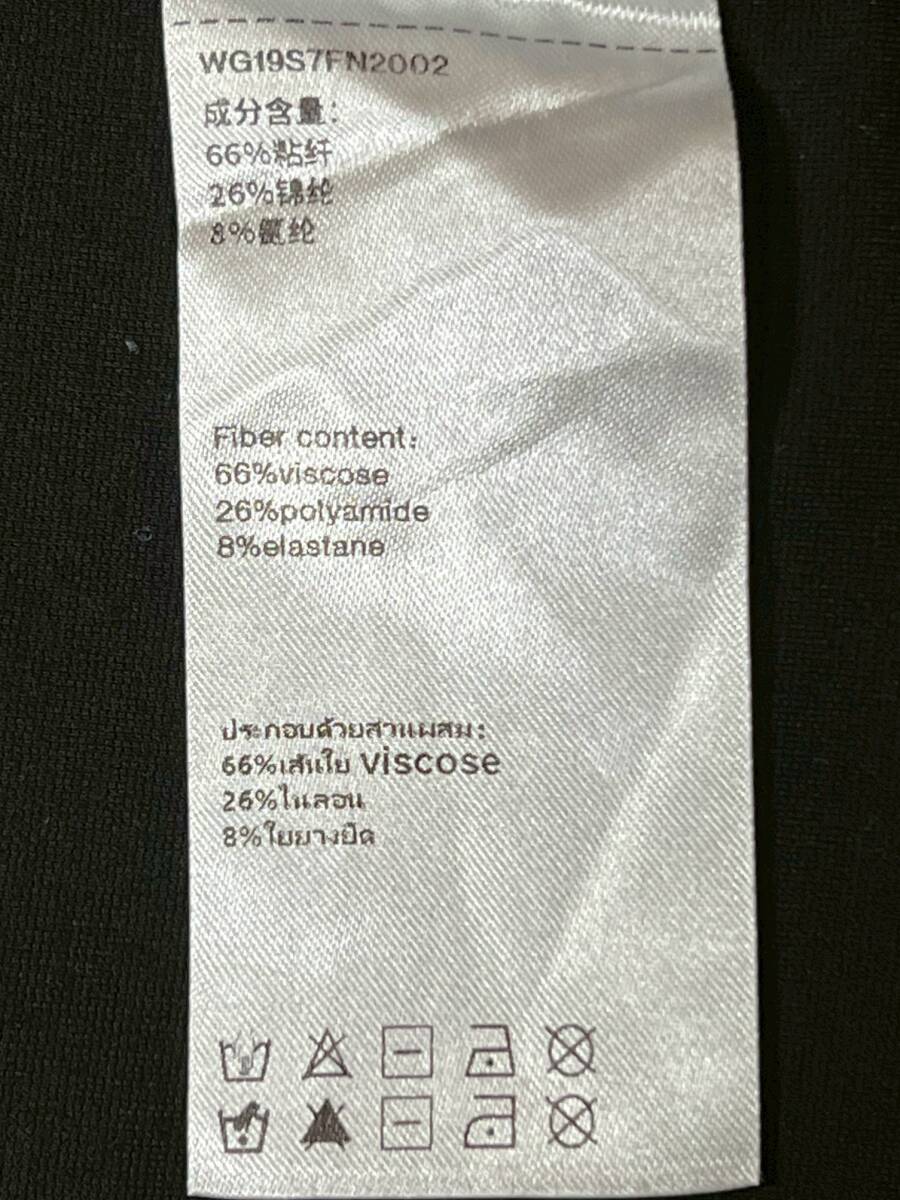 WG19S7FN2002
成分含量:
66%粘纤
26%锦纶
8%氨纶
Fiber content:
66%viscose
26%polyamide
8%elastane
ประกอบด้วยส่วนผสม:
66%เส้นใย viscose
26%ไนลอน
8%ใยยางยืด